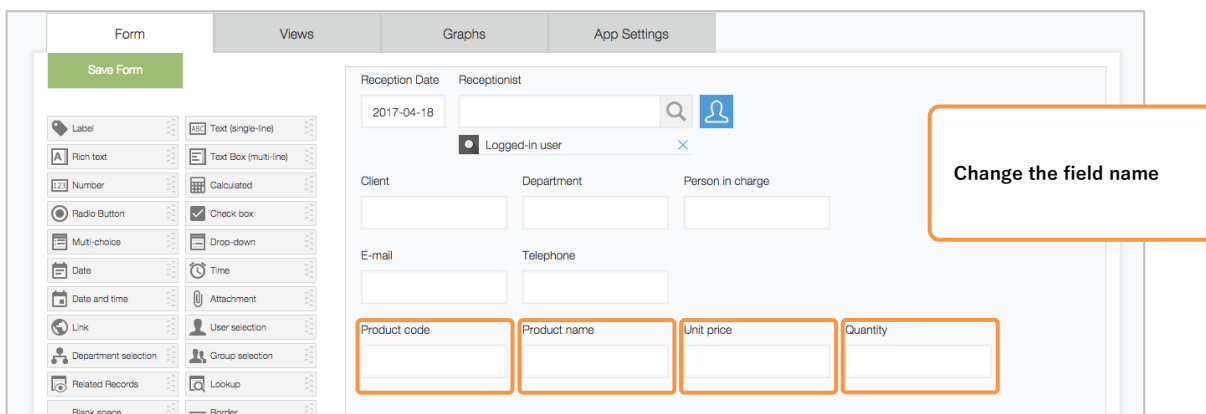 Form Views Graphs App Settings
Save Form
Label
ABC Text (single-line)
A Rich text
Text Box (multi-line)
123 Number
Calculated
Radio Button
Check box
Multi-choice
Drop-down
Date
Time
Date and time
Attachment
Link
User selection
Department selection
Group selection
Related Records
Lookup
Blank space
Border
Reception Date Receptionist
2017-04-18
Logged-in user
Client Department Person in charge
E-mail Telephone
Product code Product name Unit price Quantity
Change the field name